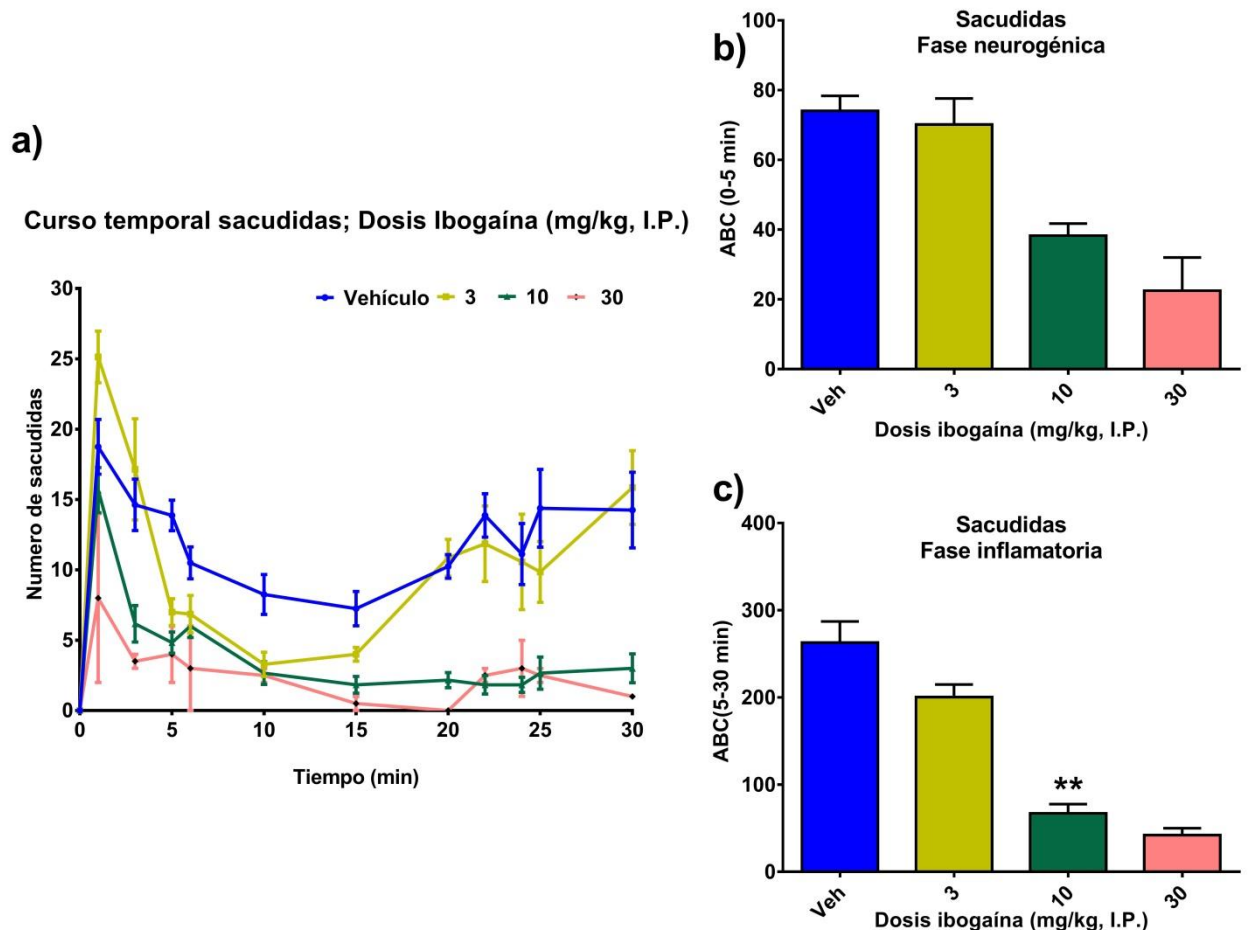 a)
Curso temporal sacudidas; Dosis Ibogaína (mg/kg, I.P.)
Vehículo 3 10 30
Numero de sacudidas
30
25
20
15
10
5
0
0 5 10 15 20 25 30
Tiempo (min)
b)
Sacudidas
Fase neurogénica
ABC (0-5 min)
100
80
60
40
20
0
Veh 3 10 30
Dosis ibogaína (mg/kg, I.P.)
c)
Sacudidas
Fase inflamatoria
ABC(5-30 min)
400
300
200
100
0
**
Veh 3 10 30
Dosis ibogaína (mg/kg, I.P.)